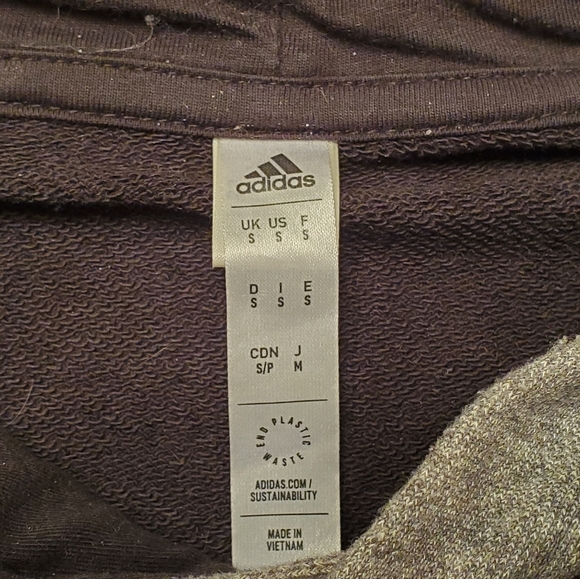 adidas
UK US F
S S S
D I E
S S S
CDN J
S/P M
END PLASTIC WASTE
ADIDAS.COM/
SUSTAINABILITY
MADE IN
VIETNAM